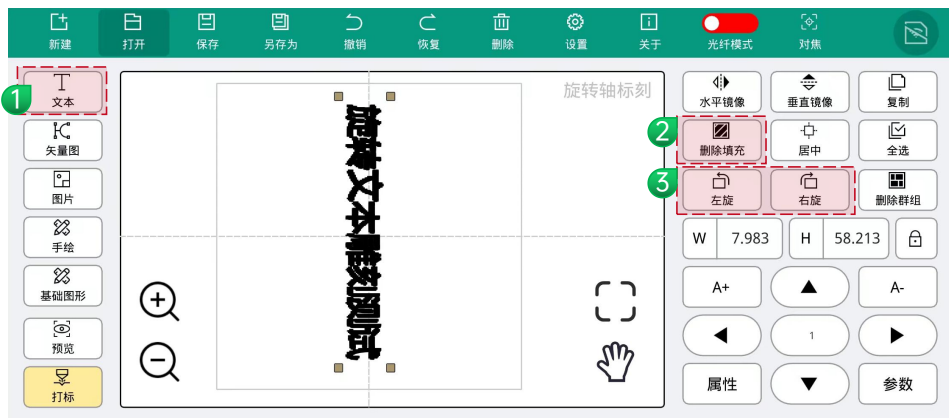 新建
打开
保存
另存为
撤销
恢复
删除
设置
关于
光纤模式
对焦
1
文本
矢量图
图片
手绘
基础图形
预览
打标
旋转轴标刻
旋转文本雕刻测试
水平镜像
垂直镜像
复制
2
删除填充
居中
全选
3
左旋
右旋
删除群组
W 7.983
H 58.213
A+
A-
1
属性
参数